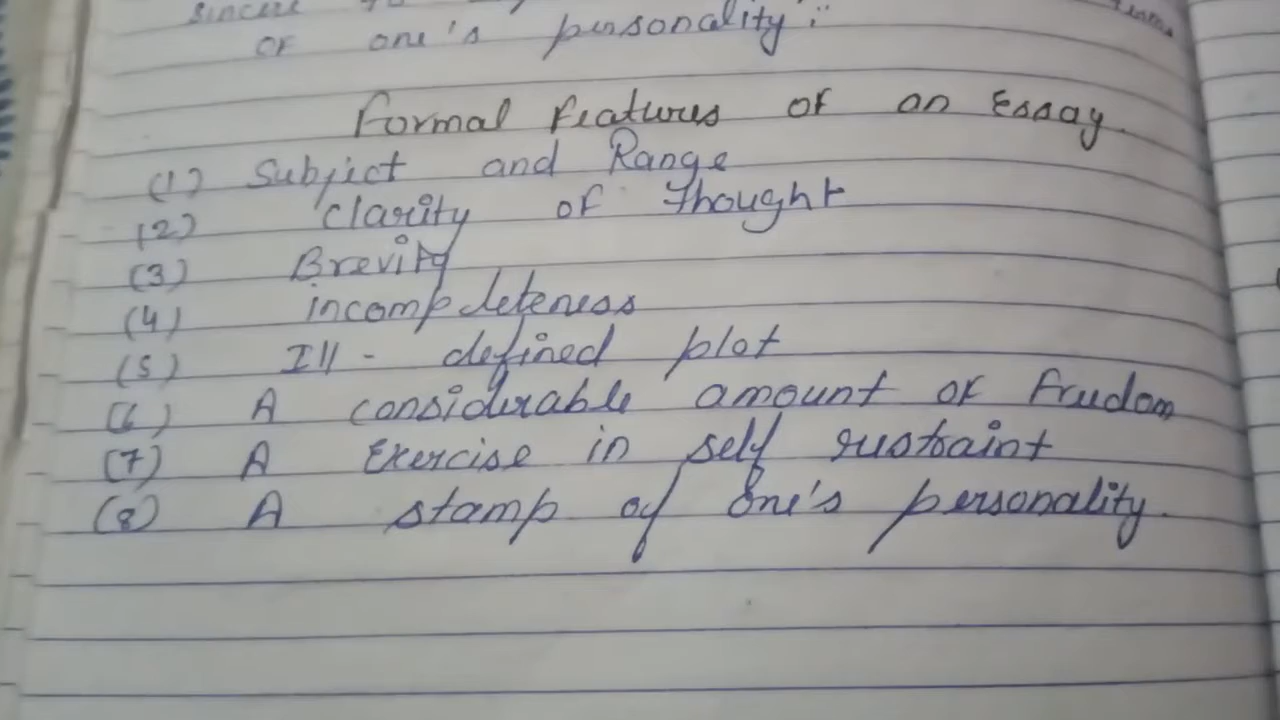 sincere
of one's personality."
Formal features of an Essay.
(1) Subject and Range
(2) Clarity of Thought
(3) Brevity
(4) incompleteness
(5) Ill - defined plot
(6) A considerable amount of freedom
(7) A Exercise in self restraint
(8) A stamp of one's personality.